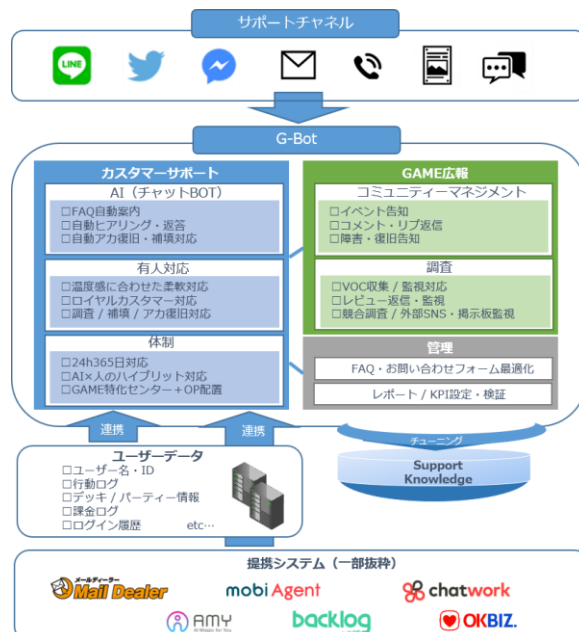 サポートチャネル
LINE
G-Bot
カスタマーサポート
AI(チャットBOT)
□FAQ自動案内
□自動ヒアリング・返答
□自動アカ復旧・補填対応
有人対応
□温度感に合わせた柔軟対応
□ロイヤルカスタマー対応
□調査 / 補填 / アカ復旧対応
体制
□24h365日対応
□AI×人のハイブリット対応
□GAME特化センター+OP配置
GAME広報
コミュニティーマネジメント
□イベント告知
□コメント・リプ返信
□障害・復旧告知
調査
□VOC収集 / 監視対応
□レビュー返信・監視
□競合調査 / 外部SNS・掲示板監視
管理
FAQ・お問い合わせフォーム最適化
レポート / KPI設定・検証
連携
連携
チューニング
Support
Knowledge
ユーザーデータ
□ユーザー名・ID
□行動ログ
□デッキ / パーティー情報
□課金ログ
□ログイン履歴 etc…
提携システム(一部抜粋)
メールディーラー
Mail Dealer
mobi Agent
chatwork
AMY
backlog
OKBIZ.